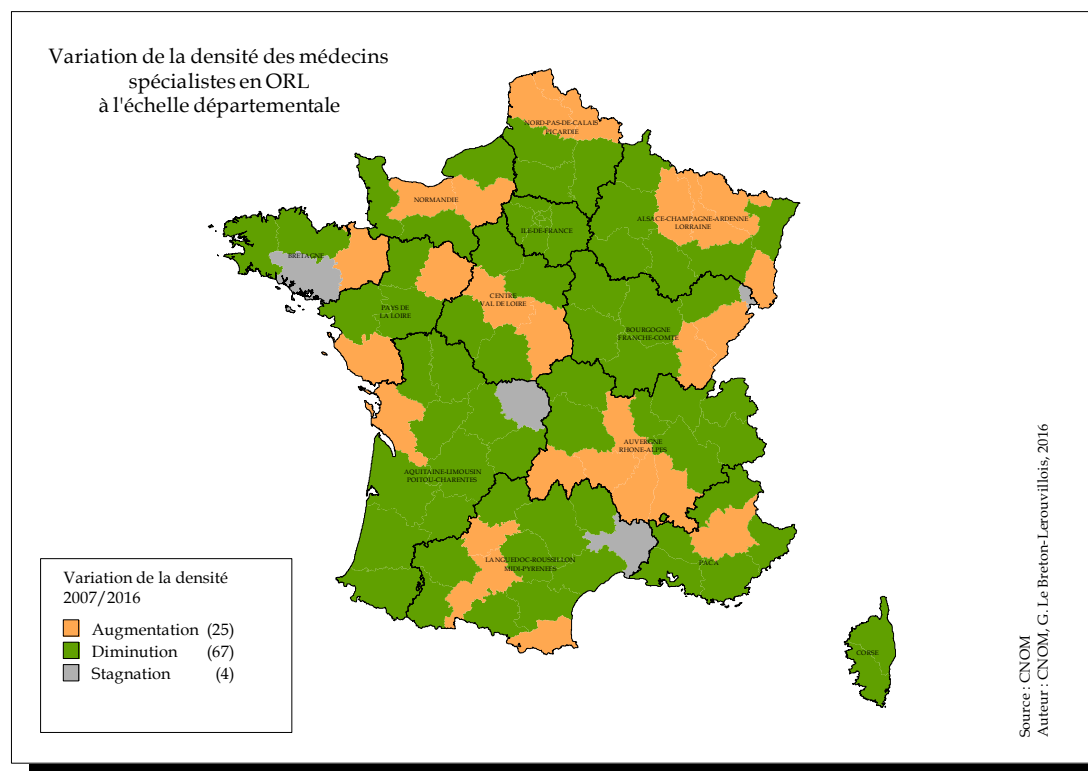 Variation de la densité des médecins
spécialistes en ORL
à l'échelle départementale
NORD-PAS-DE-CALAIS
PICARDIE
NORMANDIE
ILE-DE-FRANCE
ALSACE-CHAMPAGNE-ARDENNE
LORRAINE
BRETAGNE
PAYS DE
LA LOIRE
CENTRE
VAL DE LOIRE
BOURGOGNE
FRANCHE-COMTE
AUVERGNE
RHONE-ALPES
AQUITAINE-LIMOUSIN
POITOU-CHARENTES
LANGUEDOC-ROUSSILLON
MIDI-PYRENEES
PACA
CORSE
Variation de la densité
2007/2016
Augmentation (25)
Diminution (67)
Stagnation (4)
Source : CNOM
Auteur : CNOM, G. Le Breton-Lerouvillois, 2016